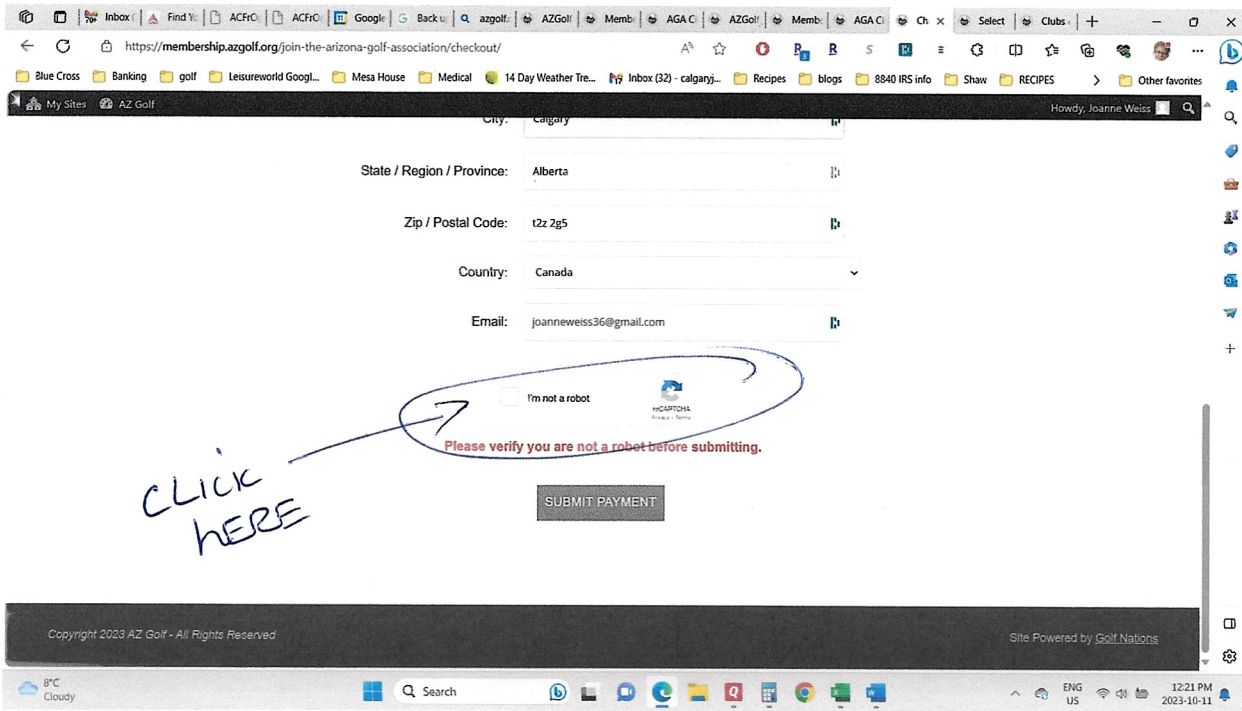 Inbox (
Find Yo
ACFrO
ACFrO
Google
Back u
azgolf.
AZGolf
Memb
AGA C
AZGolf
Memb
AGA C
Ch
Select
Clubs
https://membership.azgolf.org/join-the-arizona-golf-association/checkout/
Blue Cross
Banking
golf
Leisureworld Googl...
Mesa House
Medical
14 Day Weather Tre...
Inbox (32) - calgaryj...
Recipes
blogs
8840 IRS info
Shaw
RECIPES
Other favorites
My Sites
AZ Golf
Howdy, Joanne Weiss
City: Calgary
State / Region / Province: Alberta
Zip / Postal Code: t2z 2g5
Country: Canada
Email: joanneweiss36@gmail.com
I'm not a robot
reCAPTCHA
Privacy - Terms
Please verify you are not a robot before submitting.
CLICK
HERE
SUBMIT PAYMENT
Copyright 2023 AZ Golf - All Rights Reserved
Site Powered by Golf Nations
8°C
Cloudy
Search
ENG
US
12:21 PM
2023-10-11